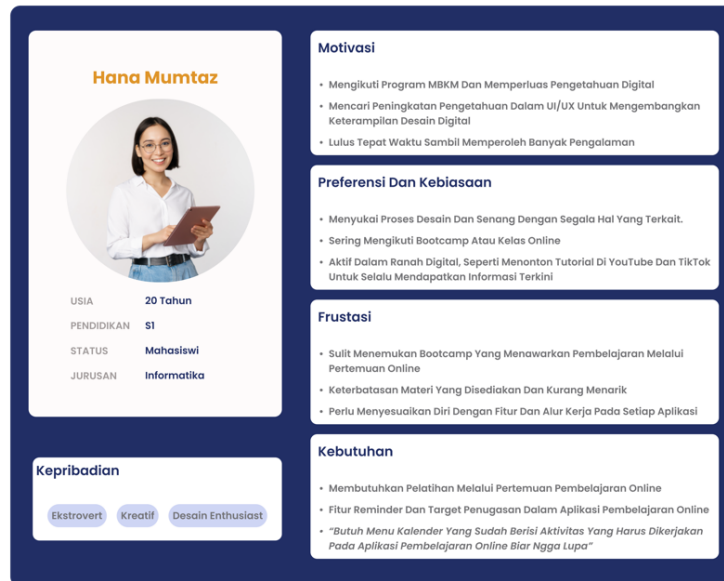 Hana Mumtaz
USIA 20 Tahun
PENDIDIKAN S1
STATUS Mahasiswi
JURUSAN Informatika
Kepribadian
Ekstrovert Kreatif Desain Enthusiast
Motivasi
• Mengikuti Program MBKM Dan Memperluas Pengetahuan Digital
• Mencari Peningkatan Pengetahuan Dalam UI/UX Untuk Mengembangkan
Keterampilan Desain Digital
• Lulus Tepat Waktu Sambil Memperoleh Banyak Pengalaman
Preferensi Dan Kebiasaan
• Menyukai Proses Desain Dan Senang Dengan Segala Hal Yang Terkait.
• Sering Mengikuti Bootcamp Atau Kelas Online
• Aktif Dalam Ranah Digital, Seperti Menonton Tutorial Di YouTube Dan TikTok
Untuk Selalu Mendapatkan Informasi Terkini
Frustasi
• Sulit Menemukan Bootcamp Yang Menawarkan Pembelajaran Melalui
Pertemuan Online
• Keterbatasan Materi Yang Disediakan Dan Kurang Menarik
• Perlu Menyesuaikan Diri Dengan Fitur Dan Alur Kerja Pada Setiap Aplikasi
Kebutuhan
• Membutuhkan Pelatihan Melalui Pertemuan Pembelajaran Online
• Fitur Reminder Dan Target Penugasan Dalam Aplikasi Pembelajaran Online
• “Butuh Menu Kalender Yang Sudah Berisi Aktivitas Yang Harus Dikerjakan
Pada Aplikasi Pembelajaran Online Biar Ngga Lupa”